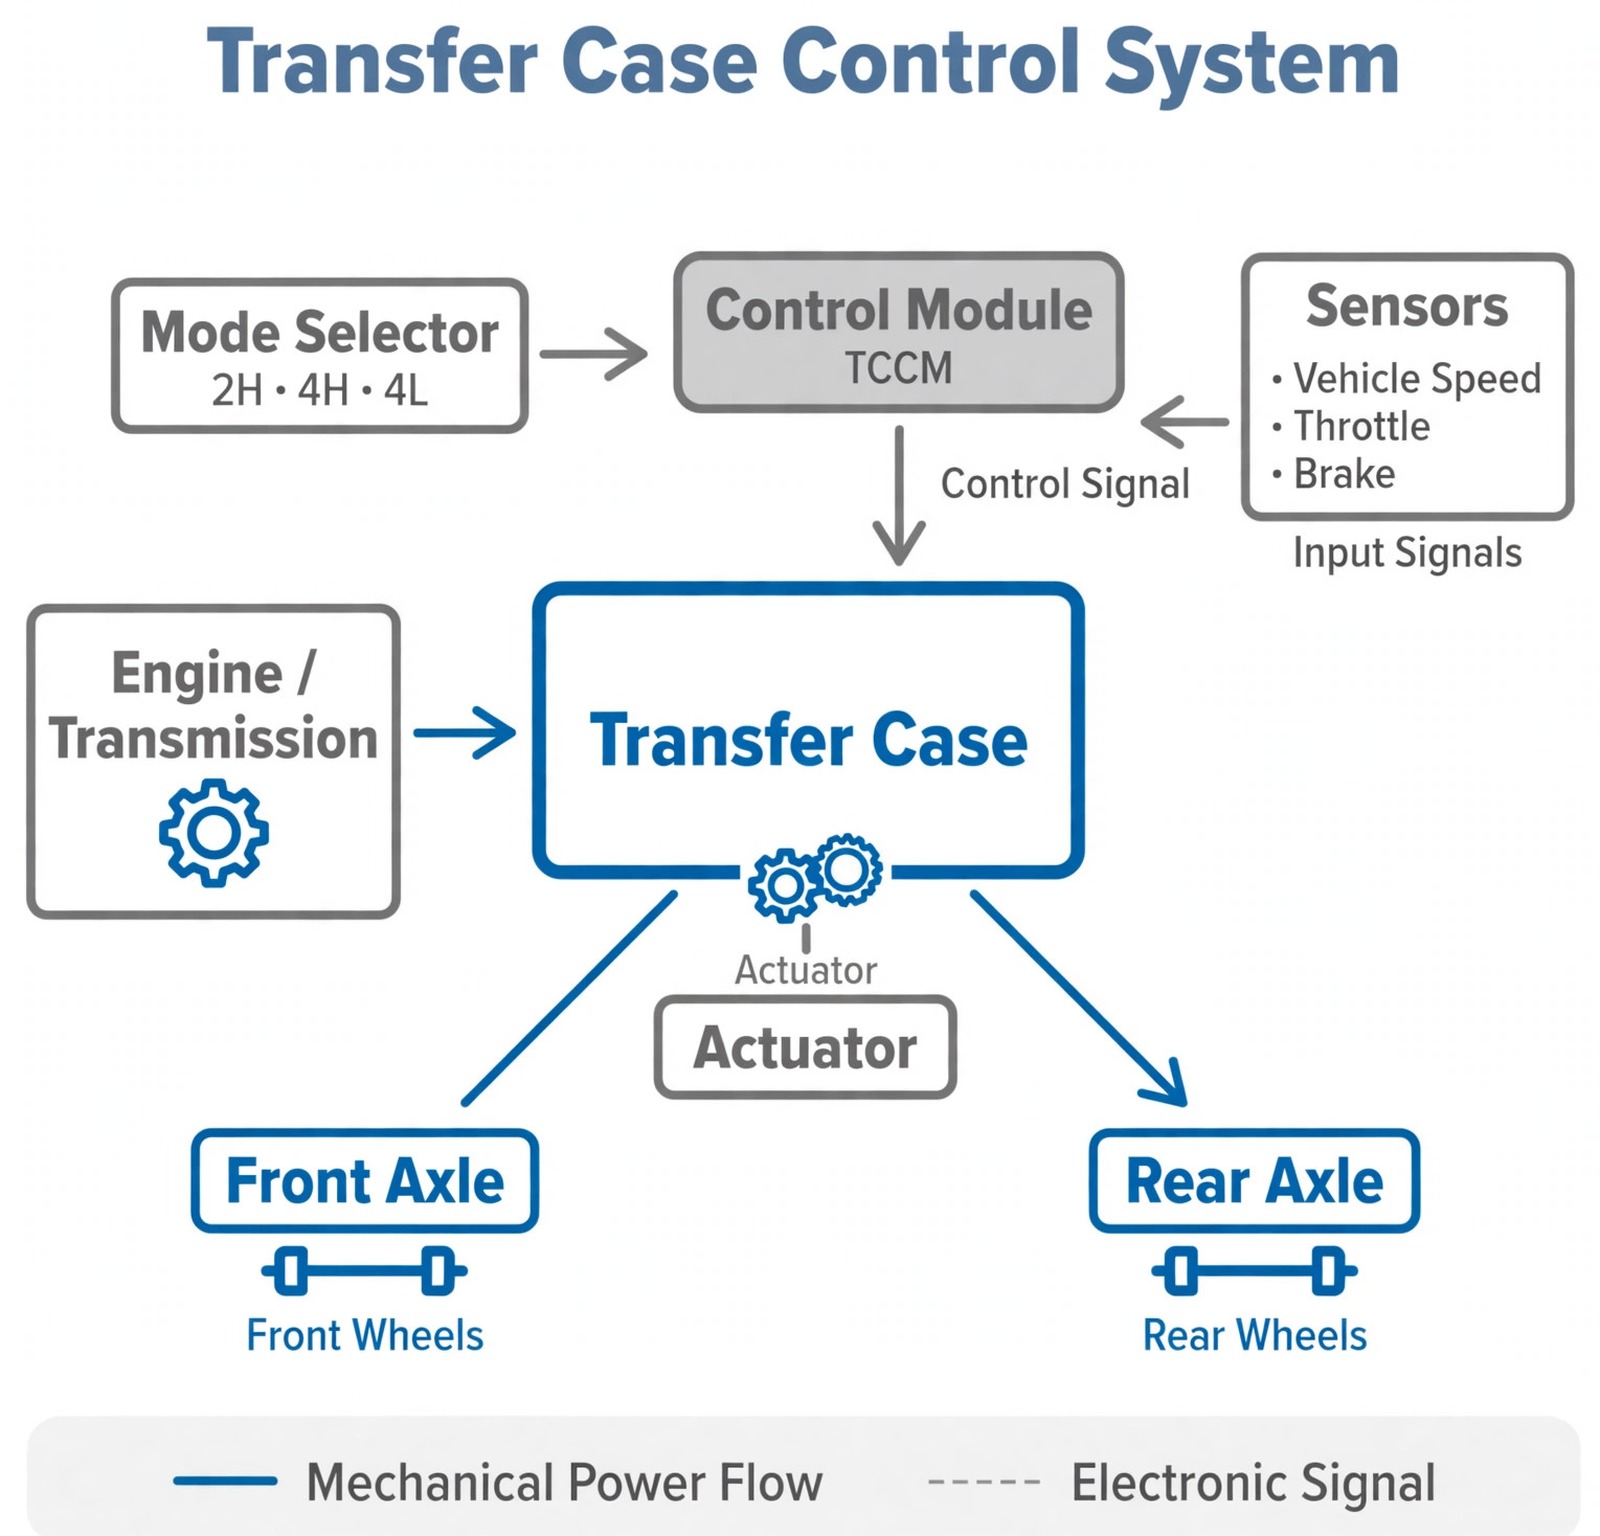 Transfer Case Control System
Mode Selector
2H • 4H • 4L
Control Module
TCCM
Sensors
• Vehicle Speed
• Throttle
• Brake
Input Signals
Control Signal
Engine /
Transmission
Transfer Case
Actuator
Actuator
Front Axle
Front Wheels
Rear Axle
Rear Wheels
Mechanical Power Flow
Electronic Signal